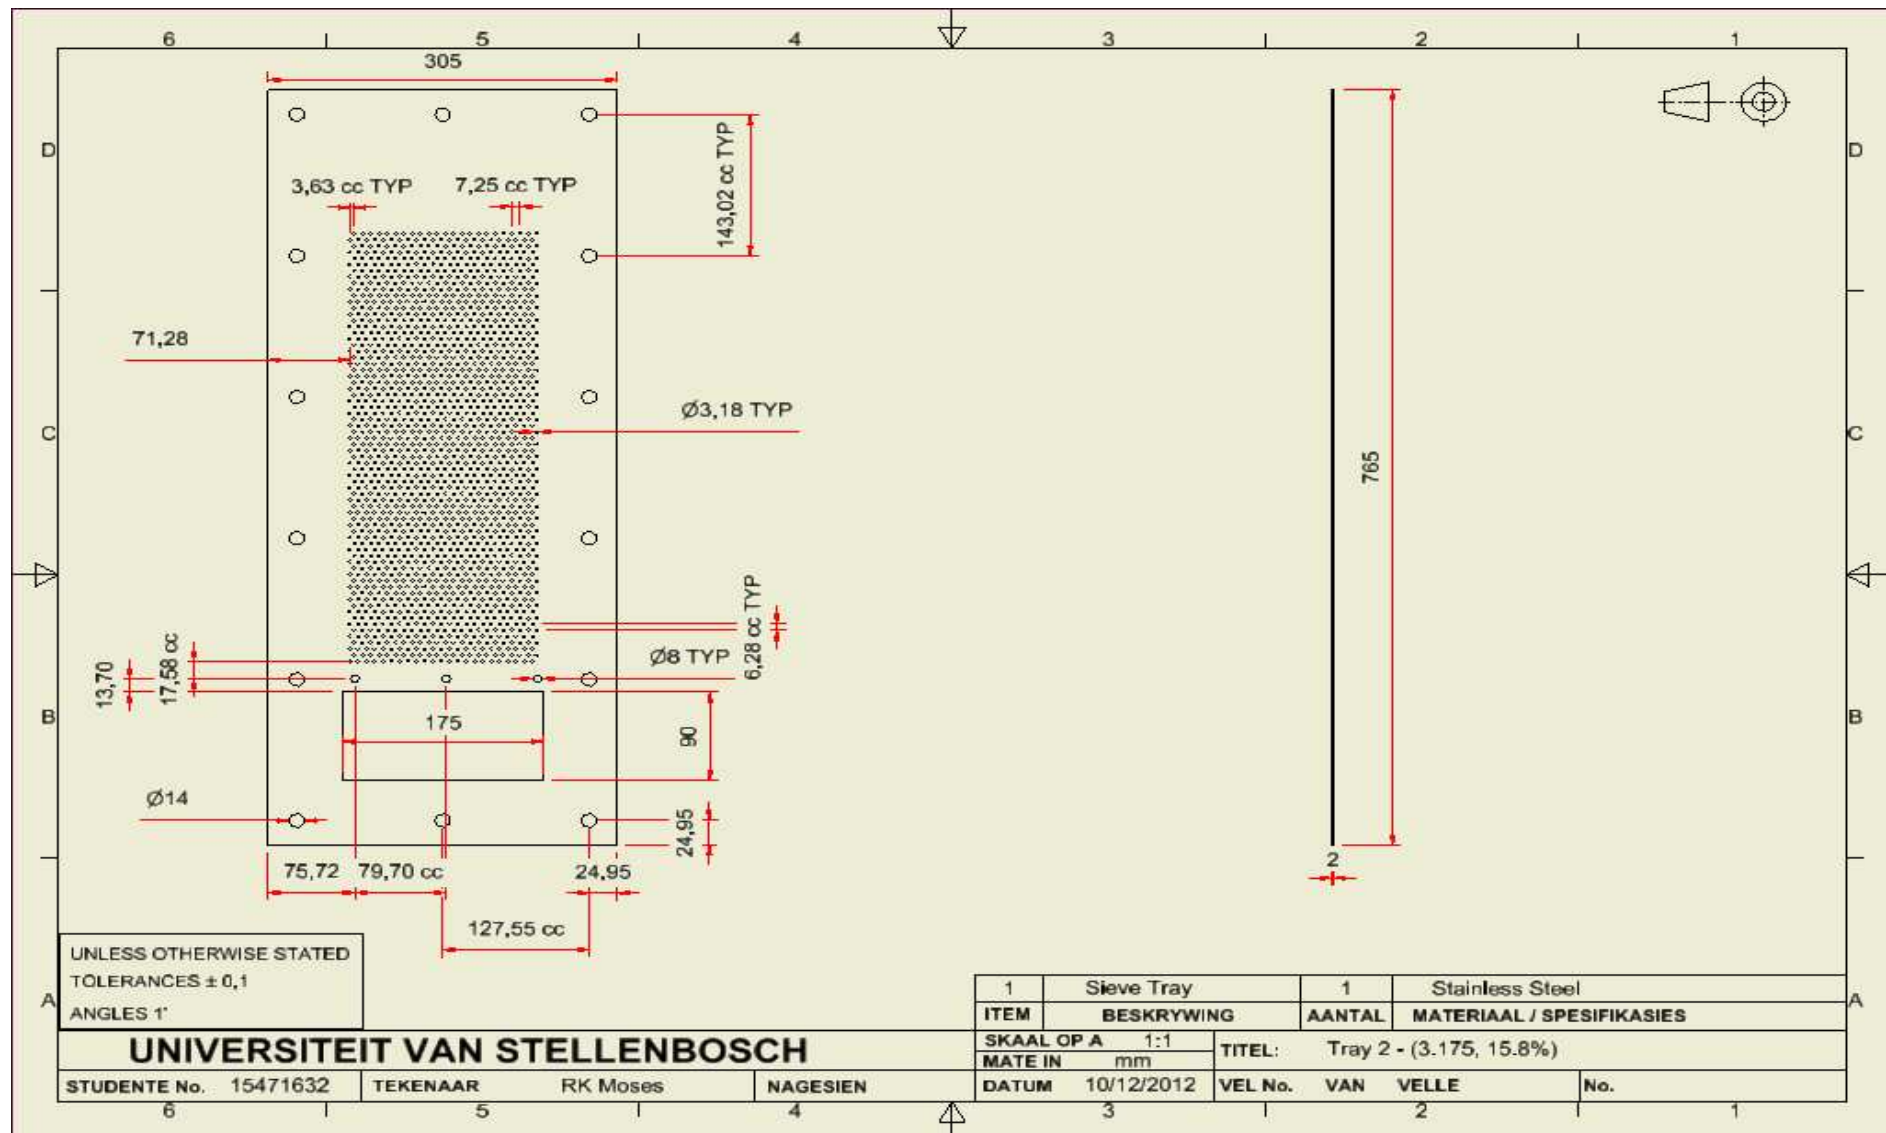 6 5 4 3 2 1
305
D D
143,02 cc TYP
3,63 cc TYP 7,25 cc TYP
71,28
Ø3,18 TYP
C C
765
6,28 cc TYP
Ø8 TYP
13,70
17,58 cc
B B
175
90
Ø14
24,95
75,72 79,70 cc 24,95
2
127,55 cc
UNLESS OTHERWISE STATED
TOLERANCES ± 0,1
ANGLES 1°
A A
1 Sieve Tray 1 Stainless Steel
ITEM BESKRYWING AANTAL MATERIAAL / SPESIFIKASIES
UNIVERSITEIT VAN STELLENBOSCH
SKAAL OP A 1:1
MATE IN mm
TITEL: Tray 2 - (3.175, 15.8%)
STUDENTE No. 15471632 TEKENAAR RK Moses NAGESIEN
DATUM 10/12/2012 VEL No. VAN VELLE No.
6 5 4 3 2 1